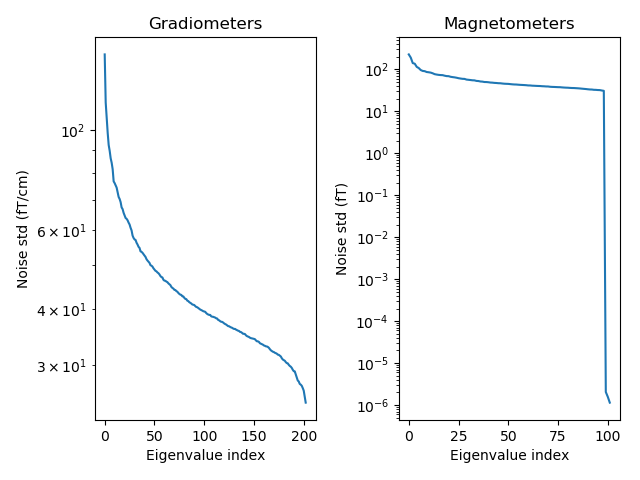 Gradiometers
Noise std (fT/cm)
10²
6 × 10¹
4 × 10¹
3 × 10¹
0 50 100 150 200
Eigenvalue index
Magnetometers
Noise std (fT)
10²
10¹
10⁰
10⁻¹
10⁻²
10⁻³
10⁻⁴
10⁻⁵
10⁻⁶
0 25 50 75 100
Eigenvalue index